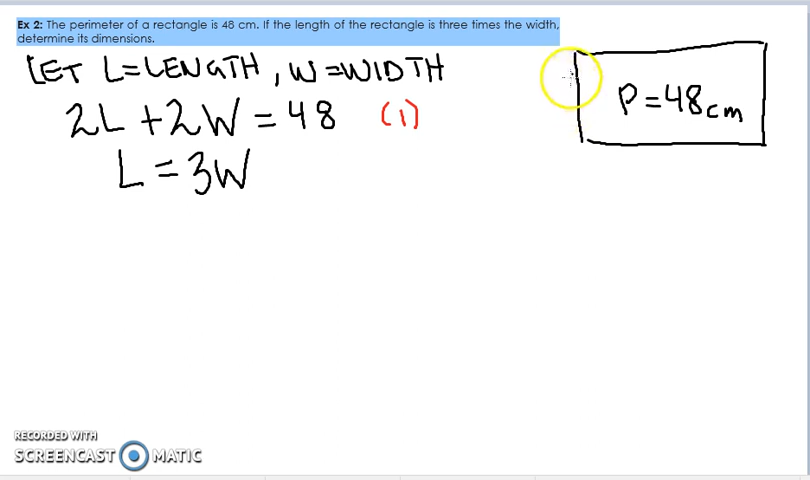 Ex 2: The perimeter of a rectangle is 48 cm. If the length of the rectangle is three times the width,
determine its dimensions.
LET L=LENGTH, W=WIDTH
2L+2W=48 (1)
L=3W
P=48cm
RECORDED WITH
SCREENCAST MATIC